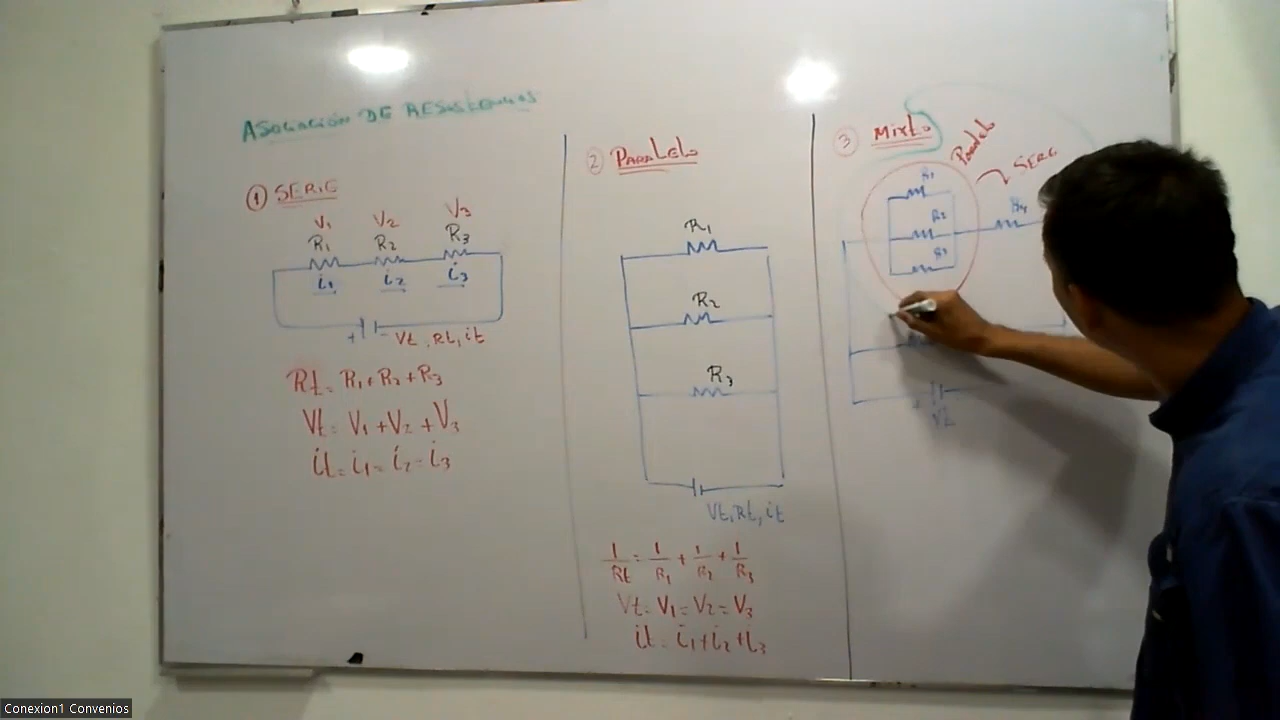 ASOCIACIÓN DE RESISTENCIAS
① SERIE
V1 V2 V3
R1 R2 R3
i1 i2 i3
+ - Vt, Rt, it
Rt = R1 + R2 + R3
Vt = V1 + V2 + V3
it = i1 = i2 = i3
② PARALELO
R1
R2
R3
Vt, Rt, it
1/Rt = 1/R1 + 1/R2 + 1/R3
Vt = V1 = V2 = V3
it = i1 + i2 + i3
③ Mixto
Paralelo
SERIE
R1
R2
R3
R4
+
Vt
Conexion1 Convenios